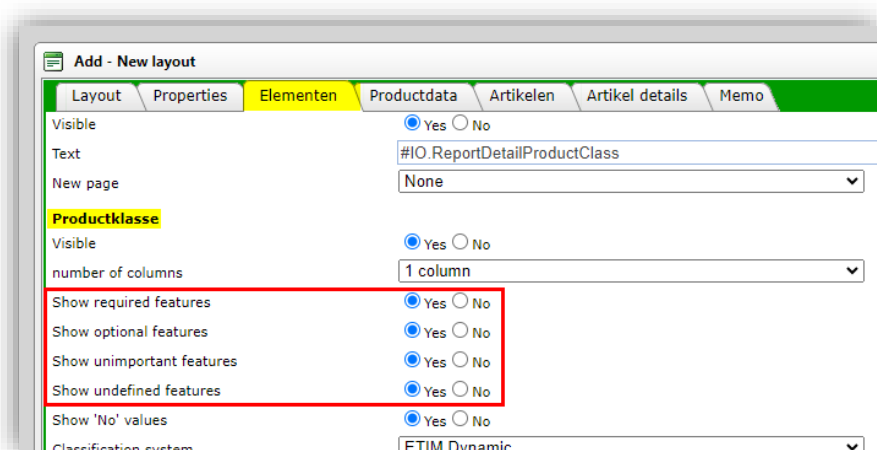 Add - New layout
Layout Properties Elementen Productdata Artikelen Artikel details Memo
Visible Yes No
Text #IO.ReportDetailProductClass
New page None
Productklasse
Visible Yes No
number of columns 1 column
Show required features Yes No
Show optional features Yes No
Show unimportant features Yes No
Show undefined features Yes No
Show 'No' values Yes No
Classification system ETIM Dynamic